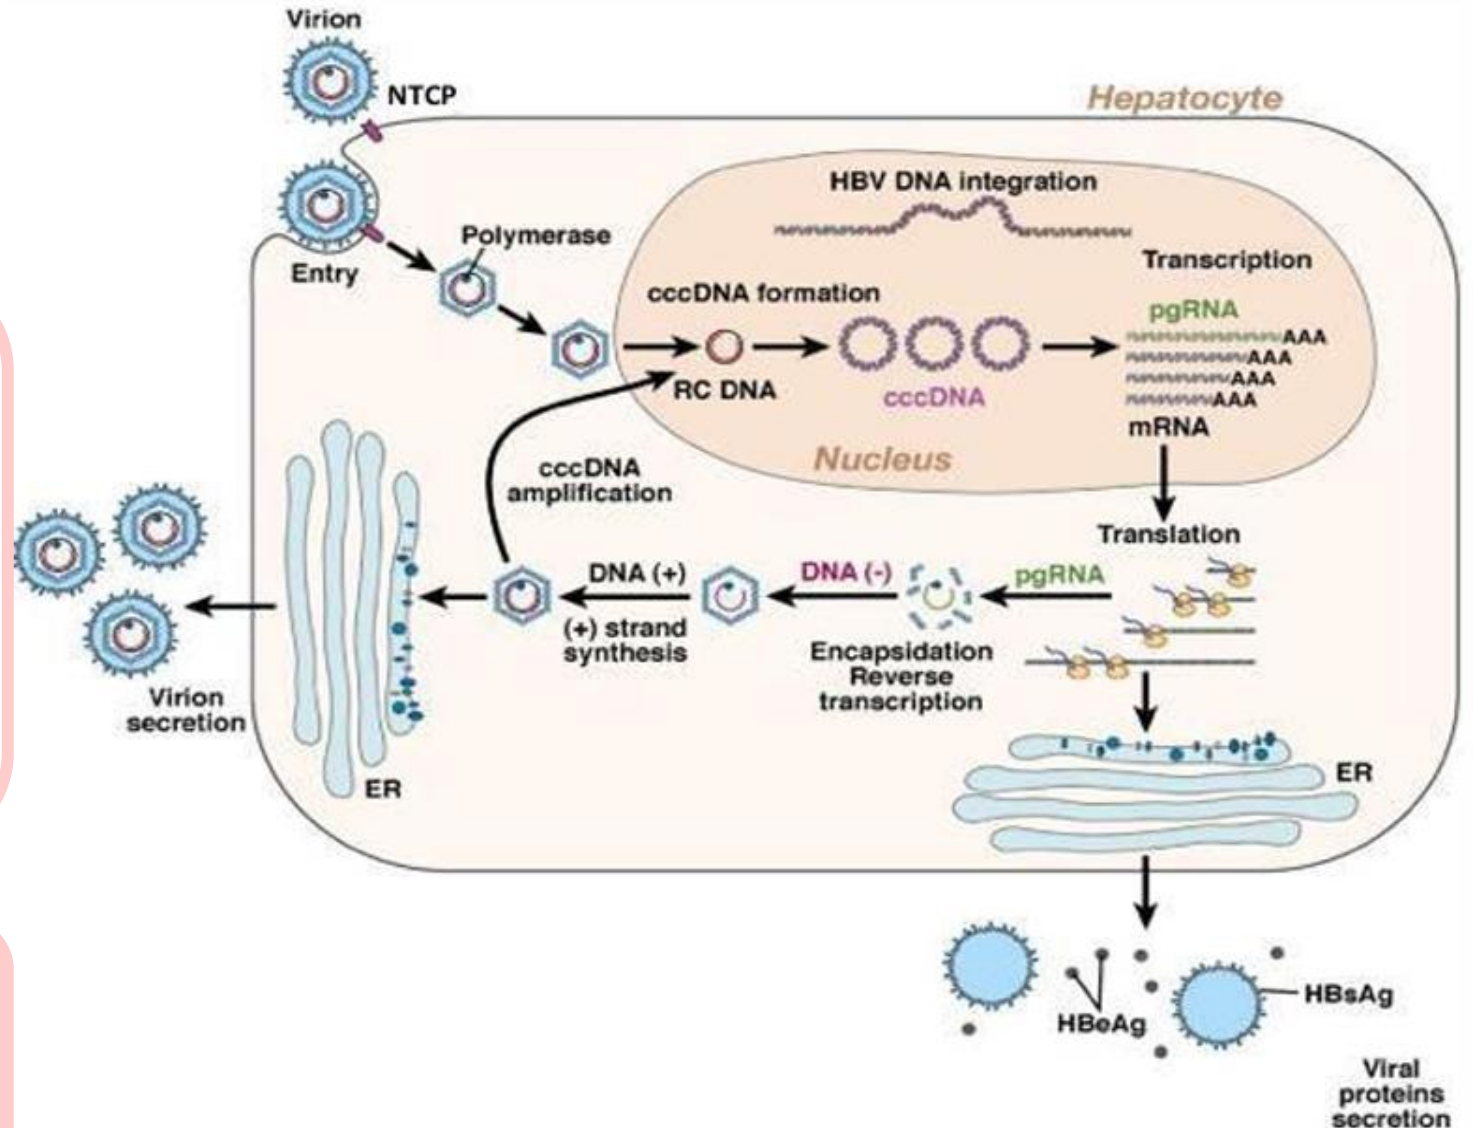 Virion
NTCP
Hepatocyte
HBV DNA integration
Polymerase
Transcription
Entry
cccDNA formation
pgRNA
AAA
AAA
AAA
AAA
RC DNA
cccDNA
mRNA
Nucleus
cccDNA
amplification
Translation
DNA (+)
DNA (-)
pgRNA
(+) strand
synthesis
Encapsidation
Reverse
transcription
Virion
secretion
ER
ER
HBsAg
HBeAg
Viral
proteins
secretion